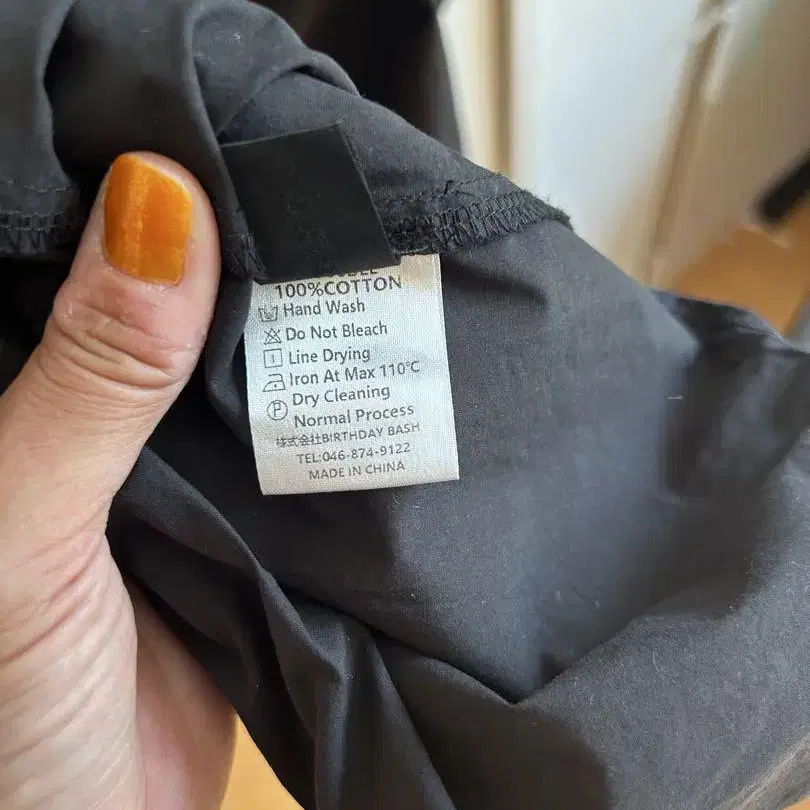 100%COTTON
Hand Wash
Do Not Bleach
Line Drying
Iron At Max 110℃
Dry Cleaning
P
Normal Process
株式会社BIRTHDAY BASH
TEL:046-874-9122
MADE IN CHINA